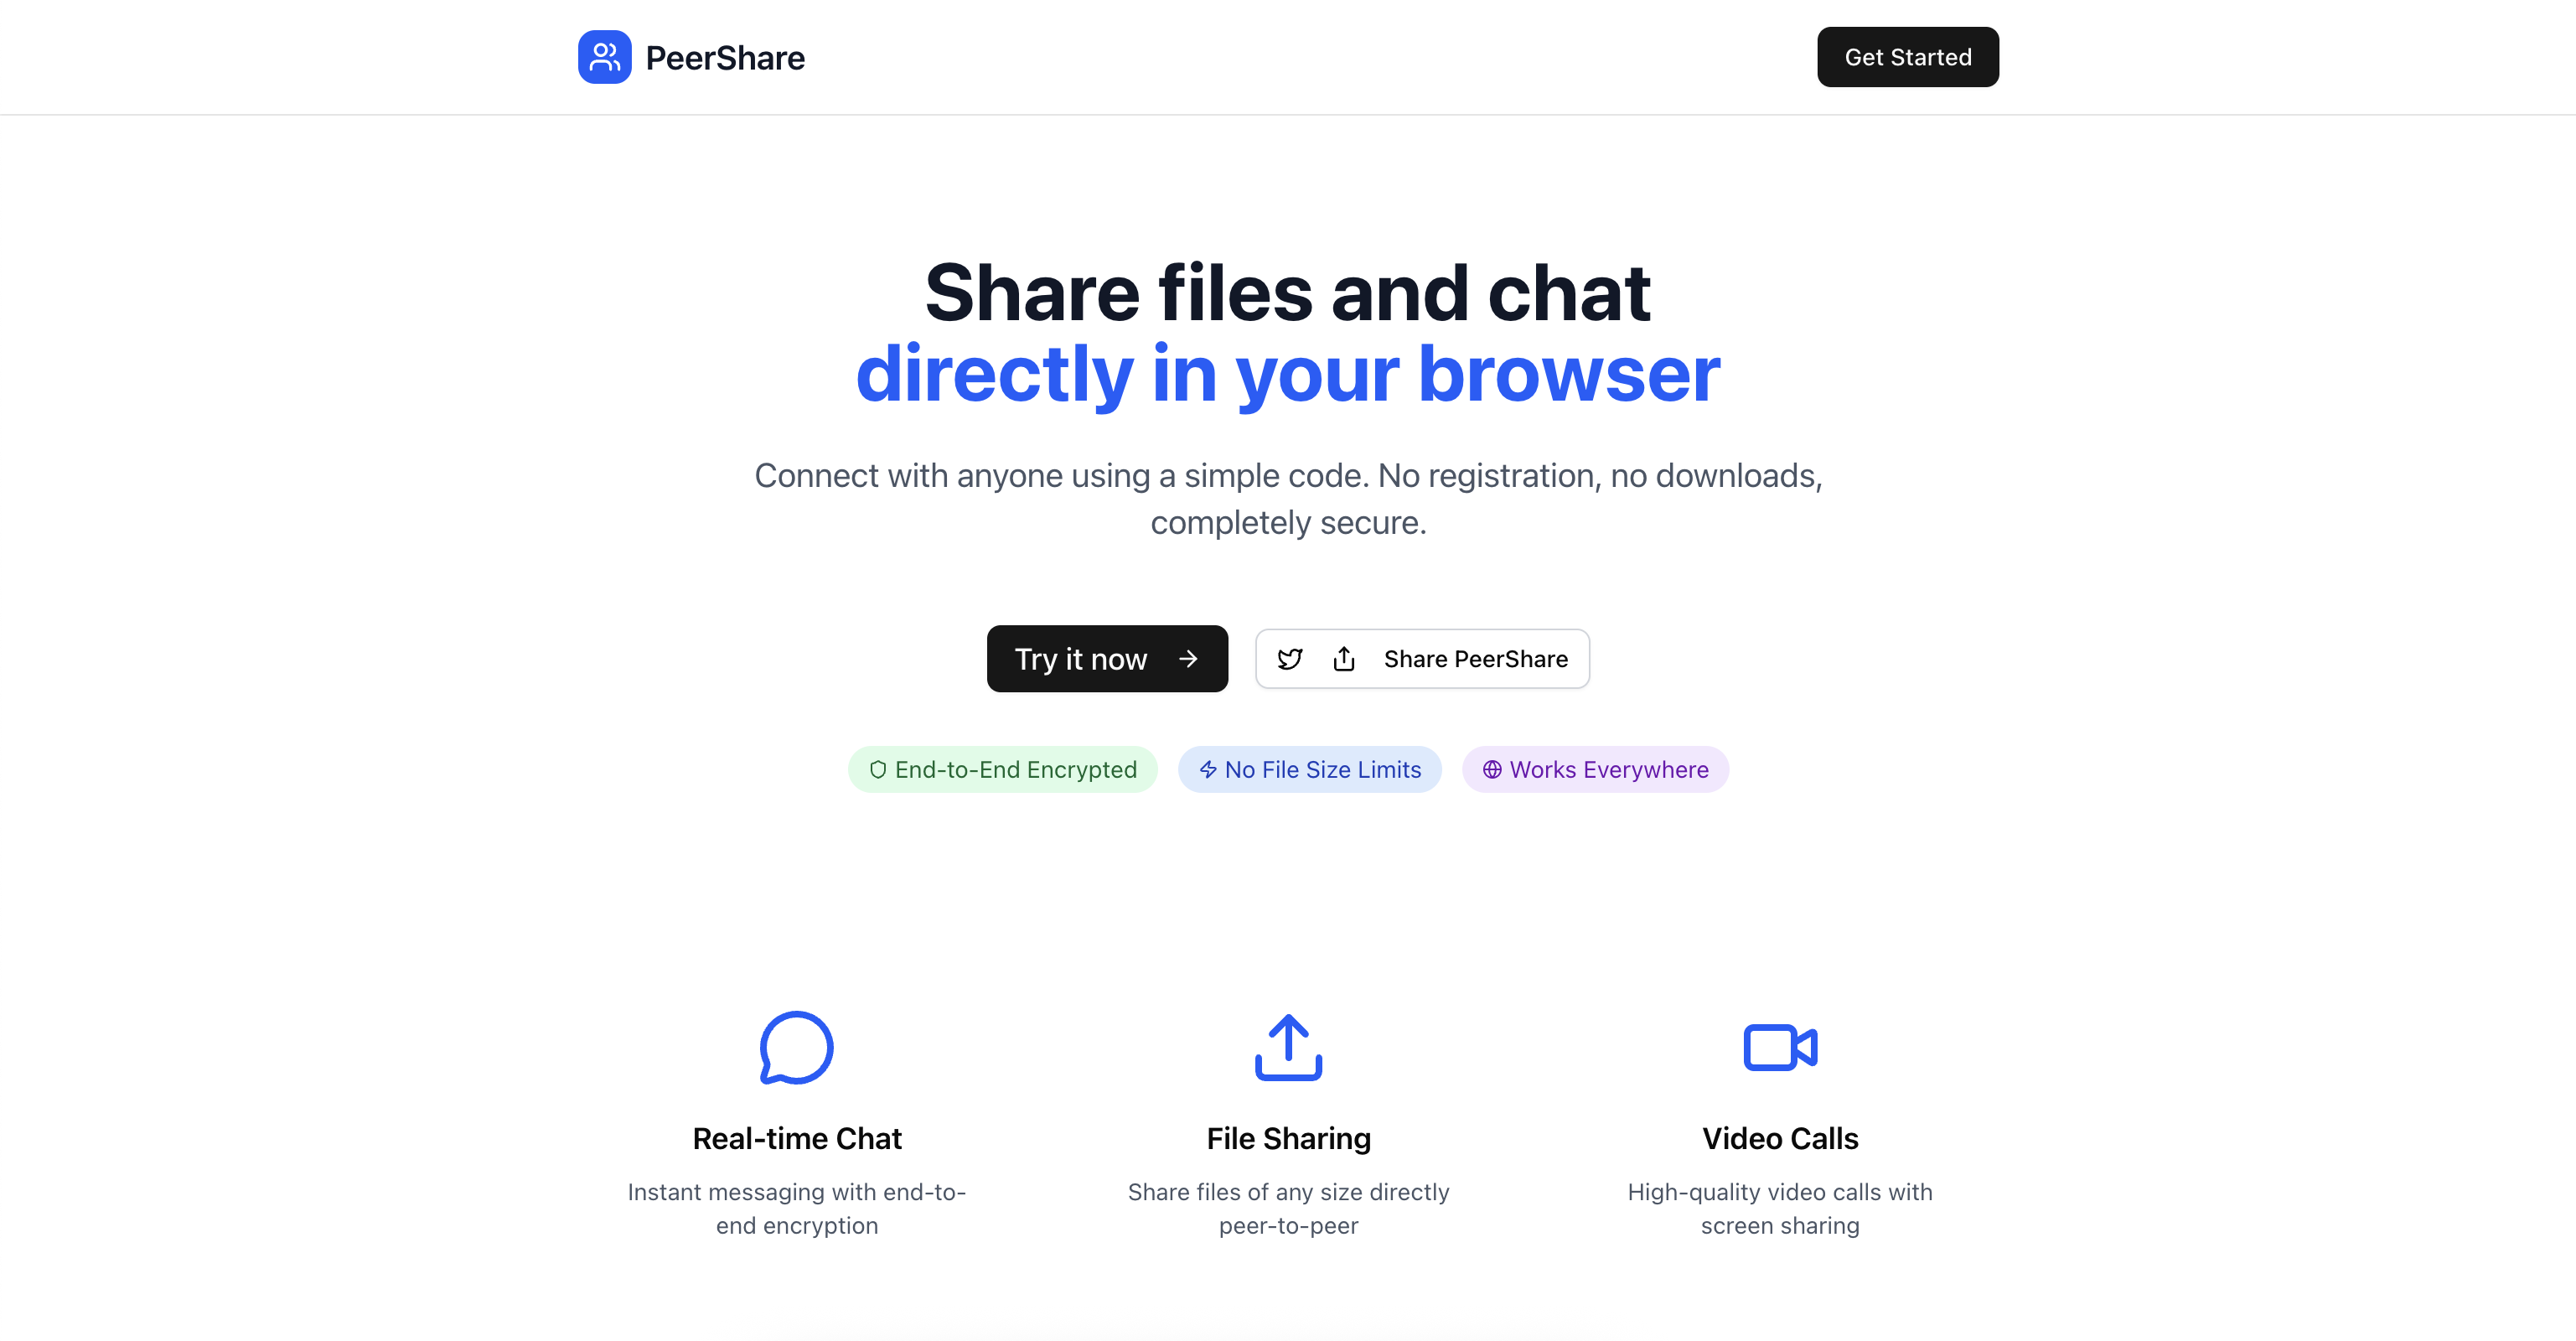 PeerShare
Get Started
Share files and chat
directly in your browser
Connect with anyone using a simple code. No registration, no downloads,
completely secure.
Try it now
Share PeerShare
End-to-End Encrypted
No File Size Limits
Works Everywhere
Real-time Chat
Instant messaging with end-to-
end encryption
File Sharing
Share files of any size directly
peer-to-peer
Video Calls
High-quality video calls with
screen sharing